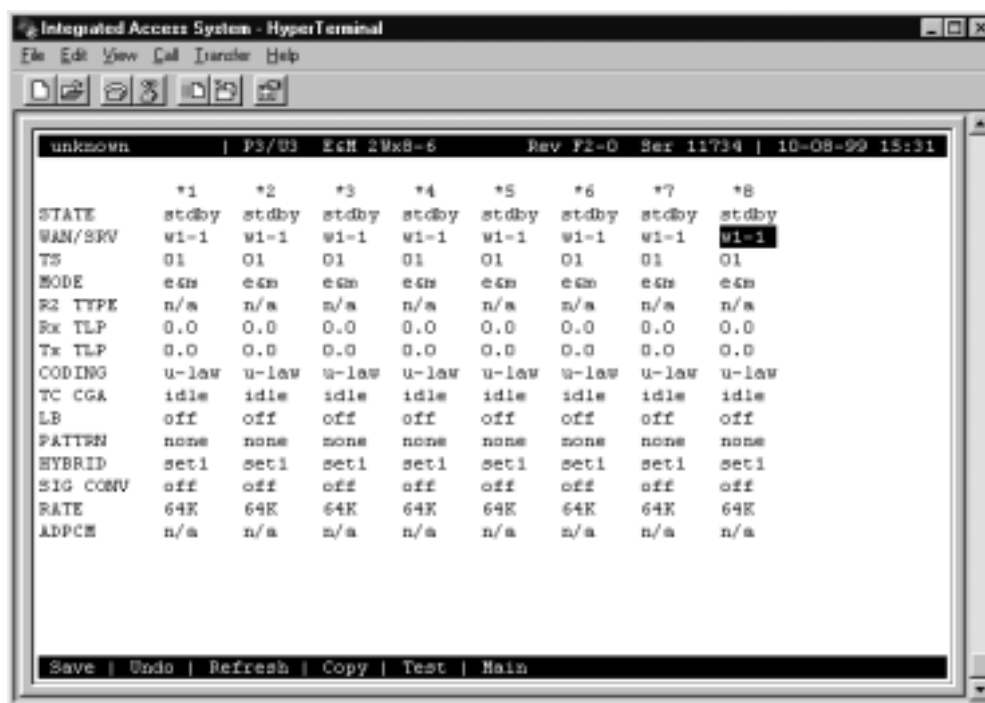 Integrated Access System - HyperTerminal
File Edit View Call Transfer Help
unknown | P3/U3 E&M 2Wx8-6 Rev F2-0 Ser 11734 | 10-08-99 15:31
*1 *2 *3 *4 *5 *6 *7 *8
STATE stdby stdby stdby stdby stdby stdby stdby stdby
WAN/SRV w1-1 w1-1 w1-1 w1-1 w1-1 w1-1 w1-1 w1-1
TS 01 01 01 01 01 01 01 01
MODE e&m e&m e&m e&m e&m e&m e&m e&m
R2 TYPE n/a n/a n/a n/a n/a n/a n/a n/a
Rx TLP 0.0 0.0 0.0 0.0 0.0 0.0 0.0 0.0
Tx TLP 0.0 0.0 0.0 0.0 0.0 0.0 0.0 0.0
CODING u-law u-law u-law u-law u-law u-law u-law u-law
TC CGA idle idle idle idle idle idle idle idle
LB off off off off off off off off
PATTRN none none none none none none none none
HYBRID set1 set1 set1 set1 set1 set1 set1 set1
SIG CONV off off off off off off off off
RATE 64K 64K 64K 64K 64K 64K 64K 64K
ADPCM n/a n/a n/a n/a n/a n/a n/a n/a
Save | Undo | Refresh | Copy | Test | Main